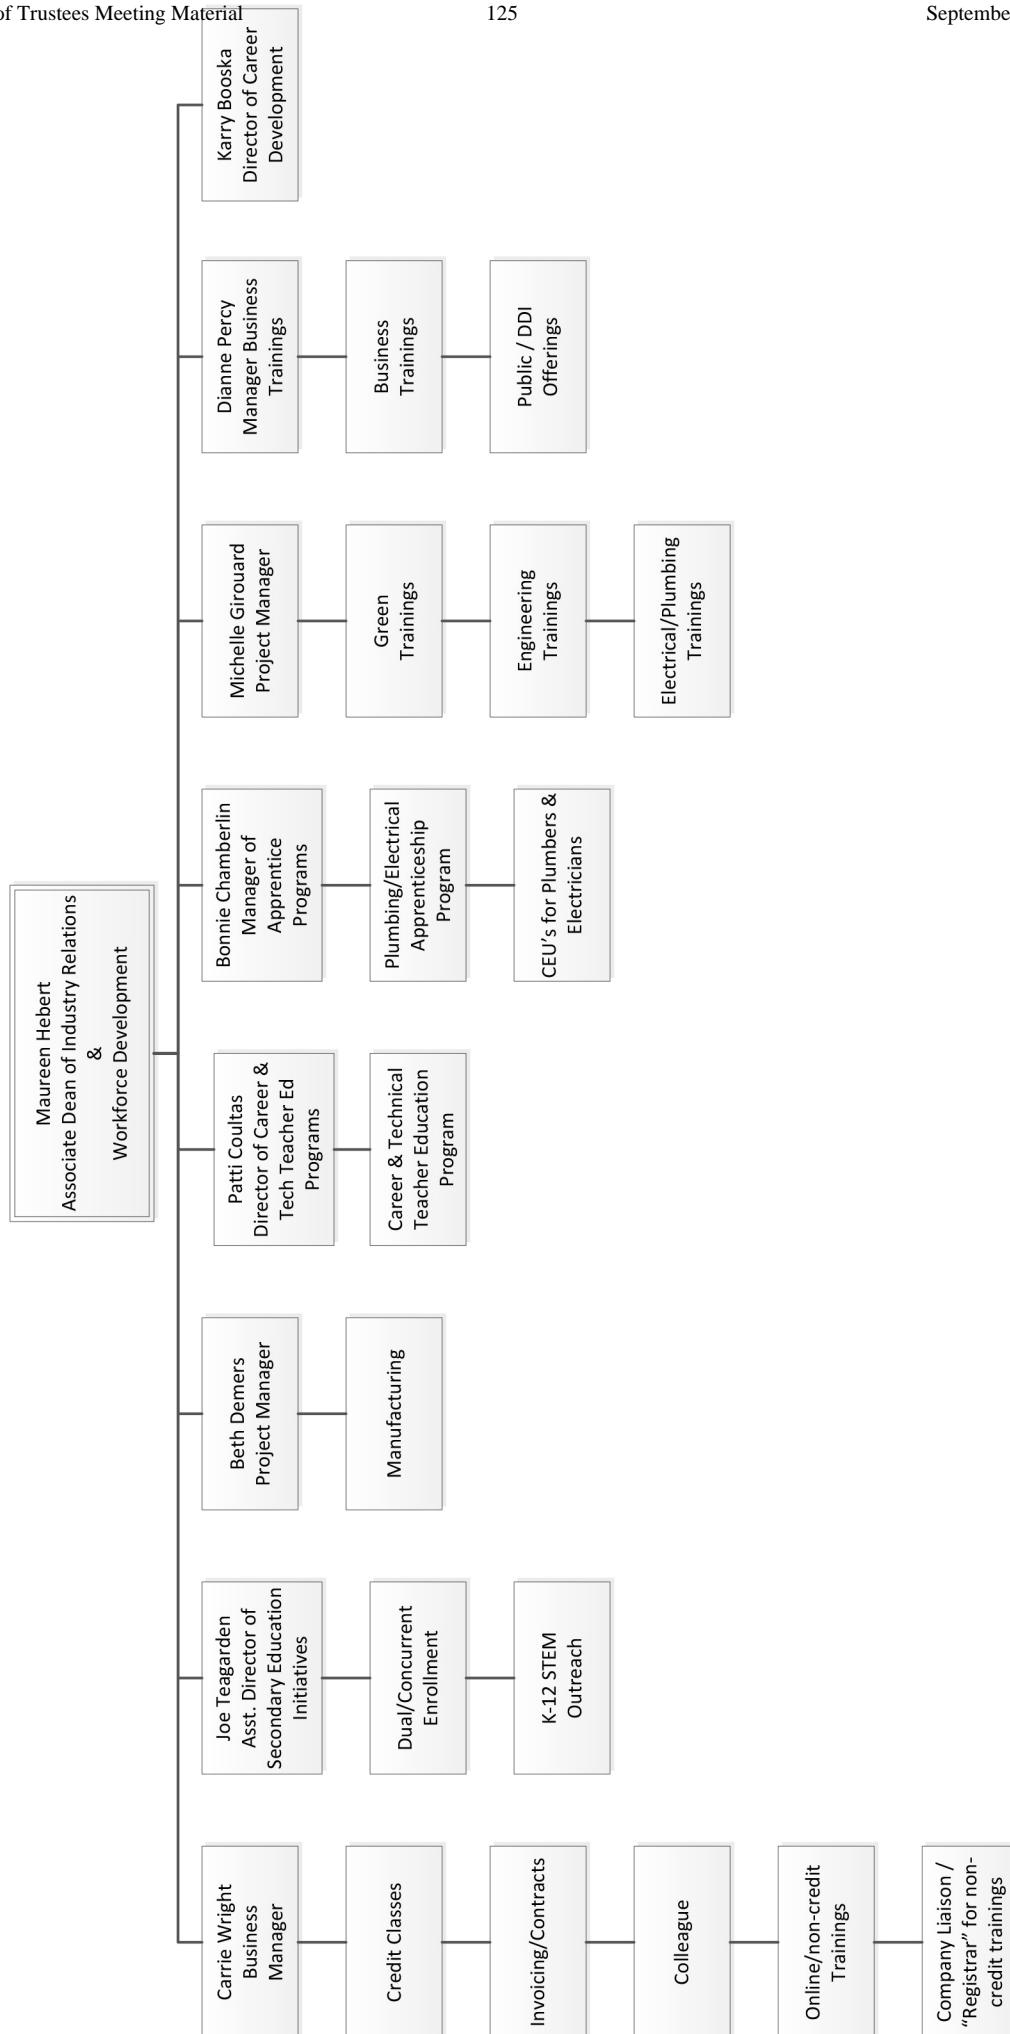 of Trustees Meeting Material
125
Septembe
Maureen Hebert
Associate Dean of Industry Relations
&
Workforce Development
Carrie Wright
Business
Manager
Credit Classes
Invoicing/Contracts
Colleague
Online/non-credit
Trainings
Company Liaison /
“Registrar” for non-
credit trainings
Joe Teagarden
Asst. Director of
Secondary Education
Initiatives
Dual/Concurrent
Enrollment
K-12 STEM
Outreach
Beth Demers
Project Manager
Manufacturing
Patti Coultas
Director of Career &
Tech Teacher Ed
Programs
Career & Technical
Teacher Education
Program
Bonnie Chamberlin
Manager of
Apprentice
Programs
Plumbing/Electrical
Apprenticeship
Program
CEU’s for Plumbers &
Electricians
Michelle Girouard
Project Manager
Green
Trainings
Engineering
Trainings
Electrical/Plumbing
Trainings
Dianne Percy
Manager Business
Trainings
Business
Trainings
Public / DDI
Offerings
Karry Booska
Director of Career
Development